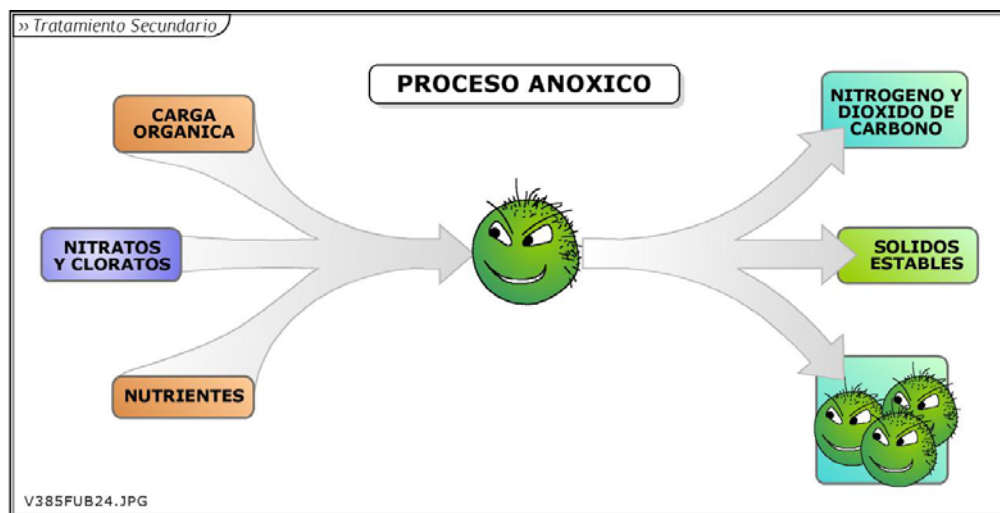 ›› Tratamiento Secundario
PROCESO ANOXICO
CARGA
ORGANICA
NITRATOS
Y CLORATOS
NUTRIENTES
NITROGENO Y
DIOXIDO DE
CARBONO
SOLIDOS
ESTABLES
V385FUB24.JPG